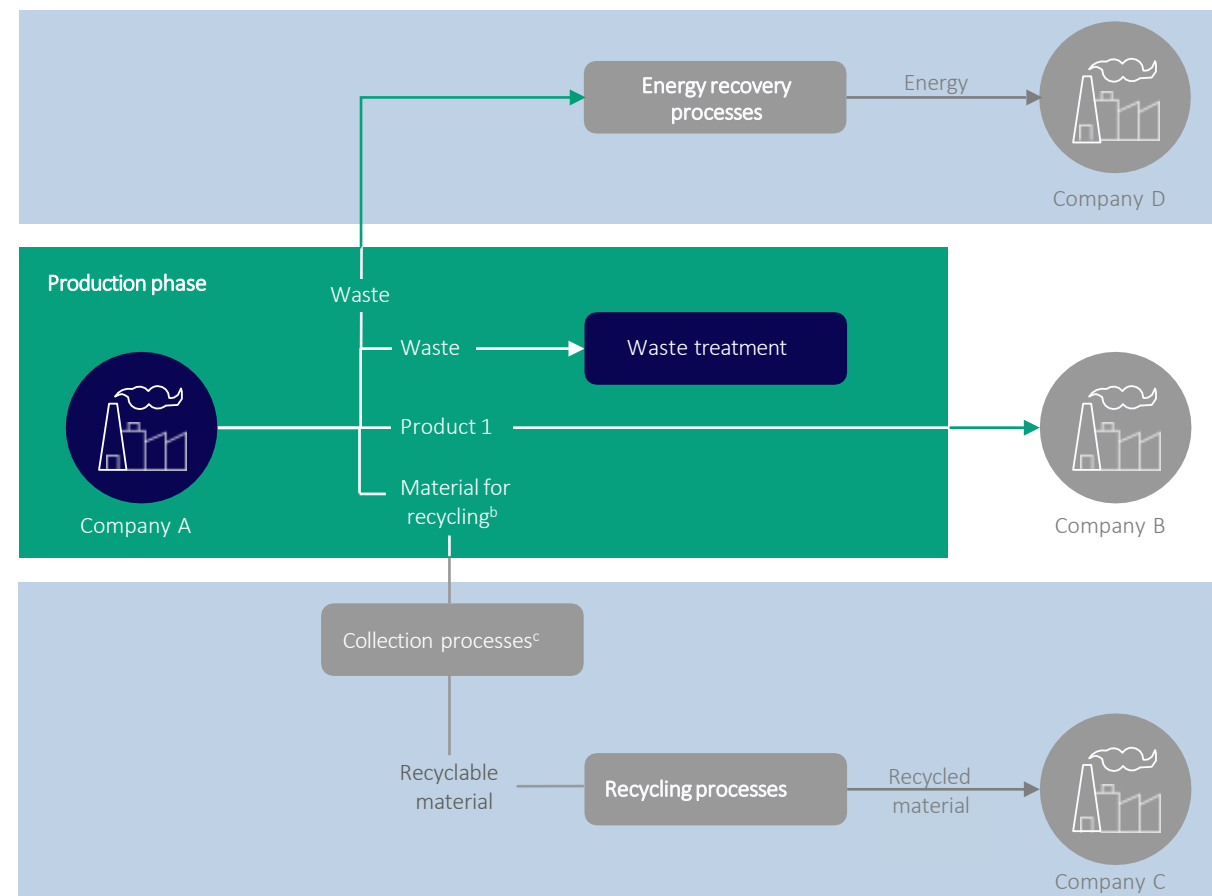 Energy recovery
processes
Energy
Company D
Production phase
Waste
Waste
Waste treatment
Product 1
Material for
recyclingᵇ
Company A
Company B
Collection processesᶜ
Recyclable
material
Recycling processes
Recycled
material
Company C